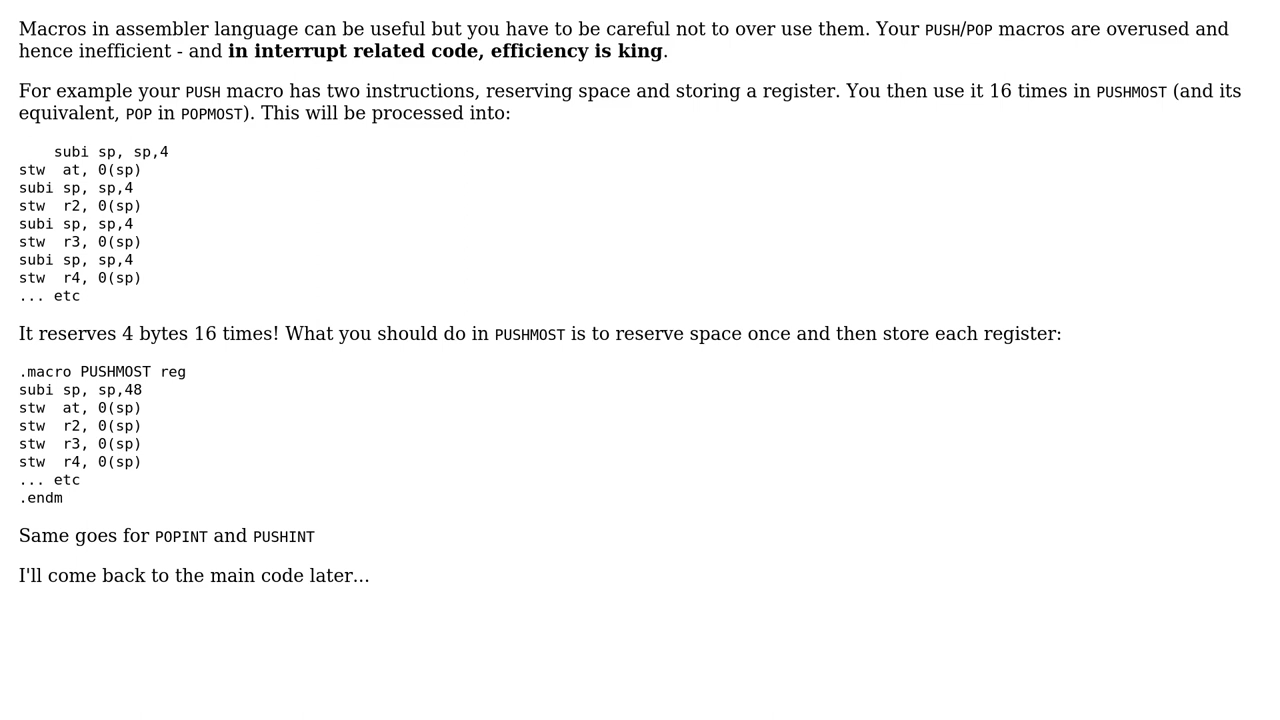 Macros in assembler language can be useful but you have to be careful not to over use them. Your PUSH/POP macros are overused and
hence inefficient - and in interrupt related code, efficiency is king.
For example your PUSH macro has two instructions, reserving space and storing a register. You then use it 16 times in PUSHMOST (and its
equivalent, POP in POPMOST). This will be processed into:
    subi sp, sp,4
stw  at, 0(sp)
subi sp, sp,4
stw  r2, 0(sp)
subi sp, sp,4
stw  r3, 0(sp)
subi sp, sp,4
stw  r4, 0(sp)
... etc
It reserves 4 bytes 16 times! What you should do in PUSHMOST is to reserve space once and then store each register:
.macro PUSHMOST reg
subi sp, sp,48
stw  at, 0(sp)
stw  r2, 0(sp)
stw  r3, 0(sp)
stw  r4, 0(sp)
... etc
.endm
Same goes for POPINT and PUSHINT
I'll come back to the main code later...